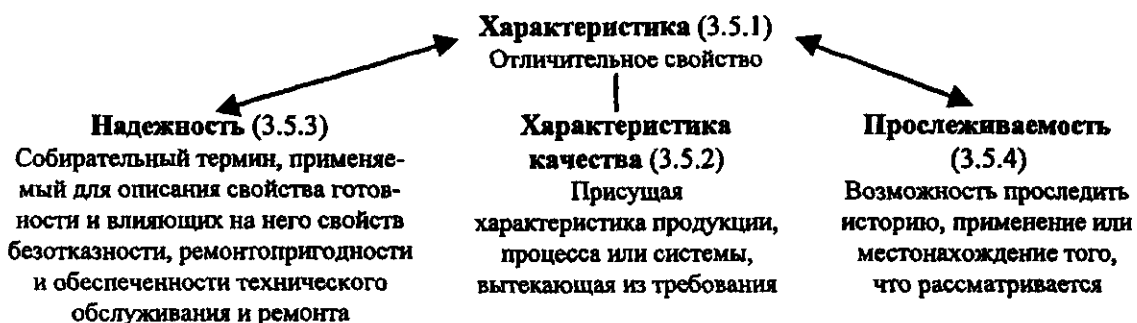 Характеристика (3.5.1)
Отличительное свойство
Надежность (3.5.3)
Собирательный термин, применяе-
мый для описания свойства готов-
ности и влияющих на него свойств
безотказности, ремонтопригодности
и обеспеченности технического
обслуживания и ремонта
Характеристика
качества (3.5.2)
Присущая
характеристика продукции,
процесса или системы,
вытекающая из требования
Прослеживаемость
(3.5.4)
Возможность проследить
историю, применение или
местонахождение того,
что рассматривается